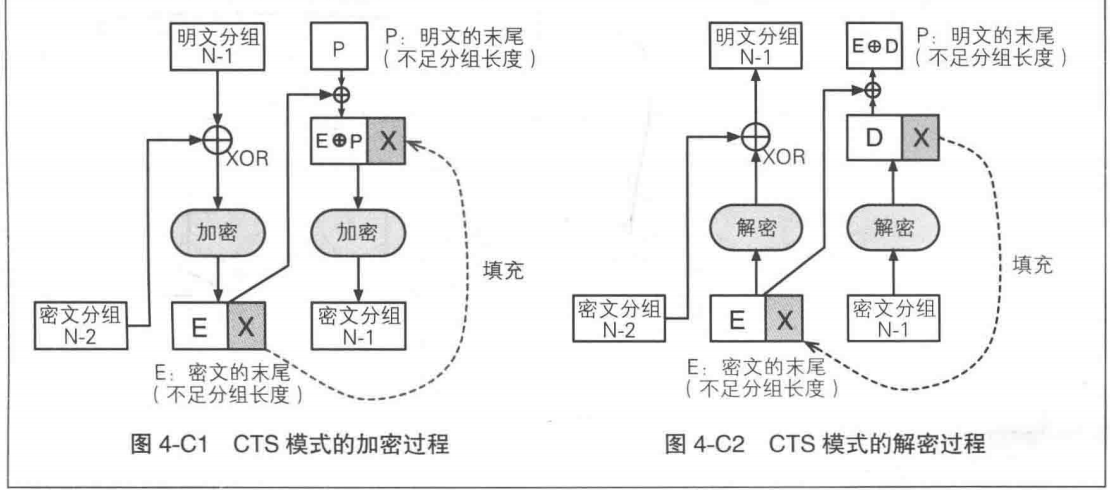 明文分组
N-1
P
P：明文的末尾
（不足分组长度）
XOR
E⊕P
X
加密
加密
填充
密文分组
N-2
E
X
密文分组
N-1
E：密文的末尾
（不足分组长度）
图 4-C1 CTS 模式的加密过程
明文分组
N-1
E⊕D
P：明文的末尾
（不足分组长度）
XOR
D
X
解密
解密
填充
密文分组
N-2
E
X
密文分组
N-1
E：密文的末尾
（不足分组长度）
图 4-C2 CTS 模式的解密过程